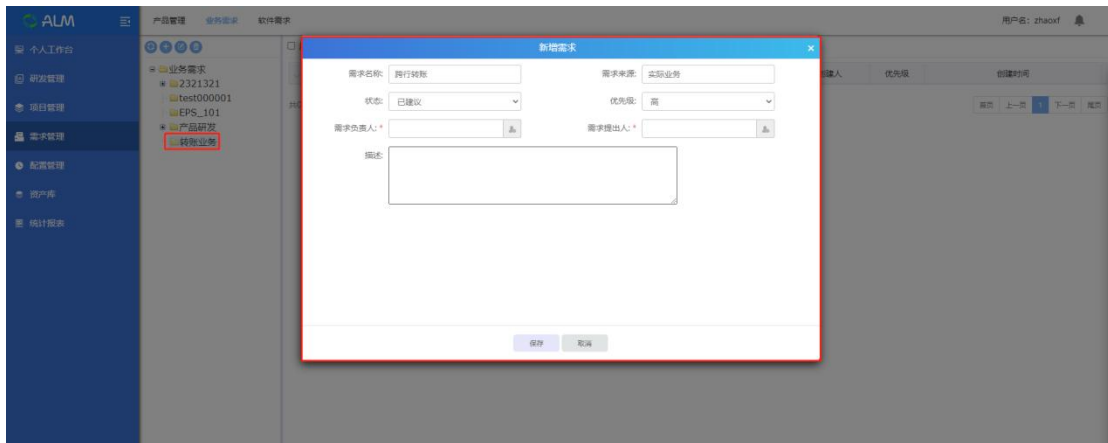 ALM
产品管理 业务需求 软件需求
用户名: zhaoxf
个人工作台
研发管理
项目管理
需求管理
配置管理
资产库
统计报表
业务需求
2321321
test000001
EPS_101
产品研发
转账业务
新增需求 ×
需求名称: 跨行转账 需求来源: 实际业务
状态: 已建议 优先级: 高
需求负责人: * 需求提出人: *
描述:
保存 取消
创建人 优先级 创建时间
首页 上一页 1 下一页 尾页